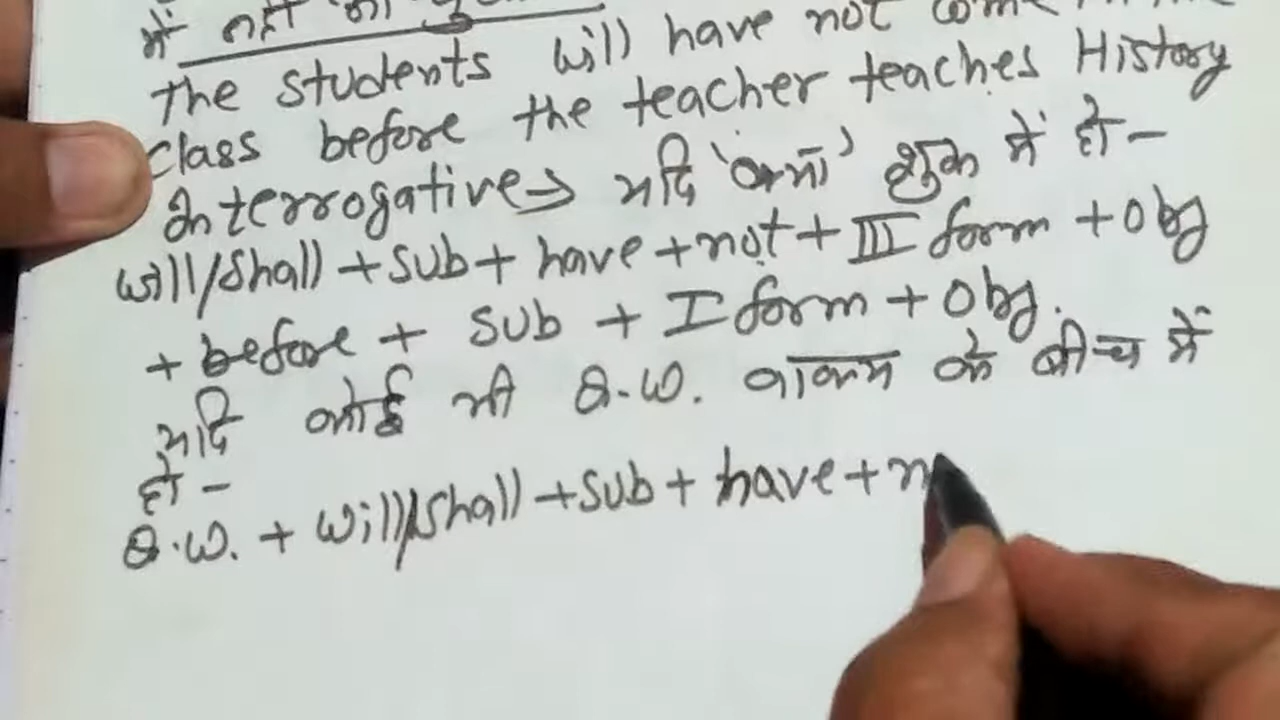 में नहीं
The students will have not come
class before the teacher teaches History
Interrogative → यदि 'क्या' शुरू में हो -
will/Shall + Sub + have + not + III form + Obj
+ before + Sub + I form + Obj.
यदि कोई भी Q.W. वाक्य के बीच में
हो -
Q.W. + will/Shall + Sub + have + n